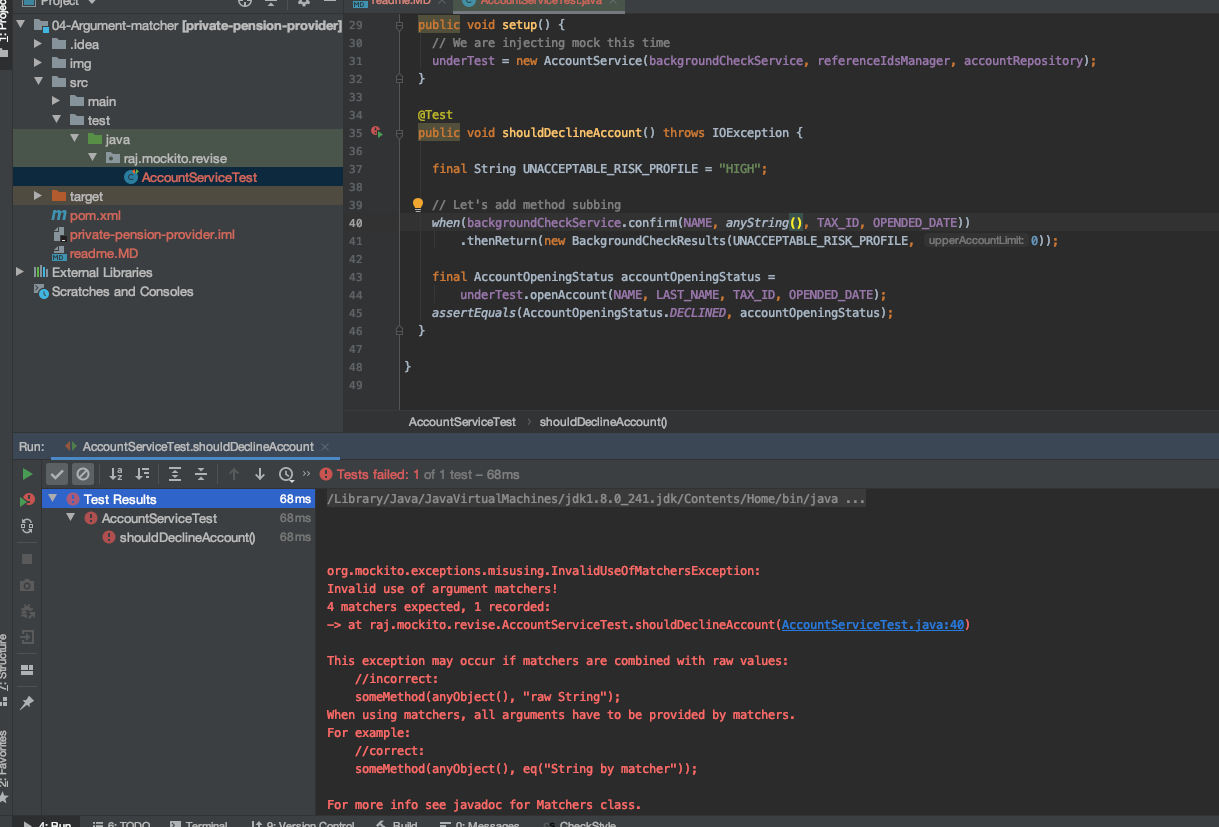 Project
readme.MD
AccountServiceTest.java
1: Project
04-Argument-matcher [private-pension-provider]
.idea
img
src
main
test
java
raj.mockito.revise
AccountServiceTest
target
pom.xml
private-pension-provider.iml
readme.MD
External Libraries
Scratches and Consoles
29 public void setup() {
30 // We are injecting mock this time
31 underTest = new AccountService(backgroundCheckService, referenceIdsManager, accountRepository);
32 }
33
34 @Test
35 public void shouldDeclineAccount() throws IOException {
36
37 final String UNACCEPTABLE_RISK_PROFILE = "HIGH";
38
39 // Let's add method subbing
40 when(backgroundCheckService.confirm(NAME, anyString(), TAX_ID, OPENDED_DATE))
41 .thenReturn(new BackgroundCheckResults(UNACCEPTABLE_RISK_PROFILE, upperAccountLimit: 0));
42
43 final AccountOpeningStatus accountOpeningStatus =
44 underTest.openAccount(NAME, LAST_NAME, TAX_ID, OPENDED_DATE);
45 assertEquals(AccountOpeningStatus.DECLINED, accountOpeningStatus);
46 }
47
48 }
49
AccountServiceTest › shouldDeclineAccount()
Run: AccountServiceTest.shouldDeclineAccount
Tests failed: 1 of 1 test – 68ms
Test Results 68ms
AccountServiceTest 68ms
shouldDeclineAccount() 68ms
/Library/Java/JavaVirtualMachines/jdk1.8.0_241.jdk/Contents/Home/bin/java ...
org.mockito.exceptions.misusing.InvalidUseOfMatchersException:
Invalid use of argument matchers!
4 matchers expected, 1 recorded:
-> at raj.mockito.revise.AccountServiceTest.shouldDeclineAccount(AccountServiceTest.java:40)
This exception may occur if matchers are combined with raw values:
//incorrect:
someMethod(anyObject(), "raw String");
When using matchers, all arguments have to be provided by matchers.
For example:
//correct:
someMethod(anyObject(), eq("String by matcher"));
For more info see javadoc for Matchers class.
7: Structure
2: Favorites
4: Run
6: TODO
Terminal
9: Version Control
Build
0: Messages
CheckStyle